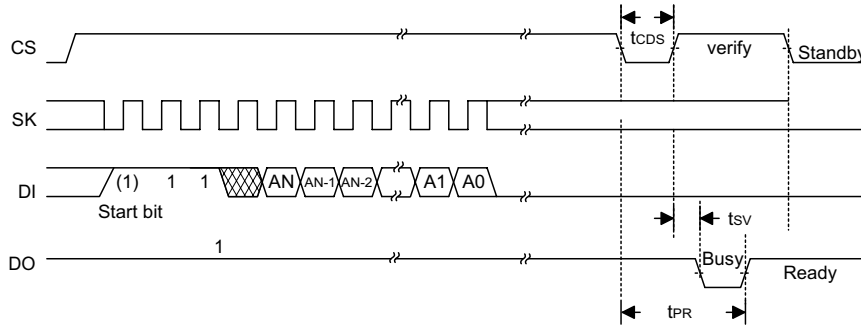 CS tCDS verify Standby
SK
DI (1) 1 1 AN AN-1 AN-2 A1 A0
Start bit
tSV
1
DO Busy Ready
tPR